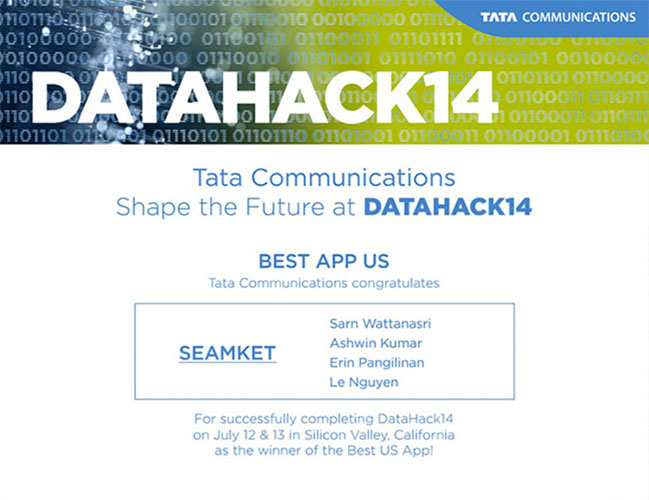 TATA COMMUNICATIONS
DATAHACK14
Tata Communications
Shape the Future at DATAHACK14
BEST APP US
Tata Communications congratulates
SEAMKET
Sarn Wattanasri
Ashwin Kumar
Erin Pangilinan
Le Nguyen
For successfully completing DataHack14
on July 12 & 13 in Silicon Valley, California
as the winner of the Best US App!